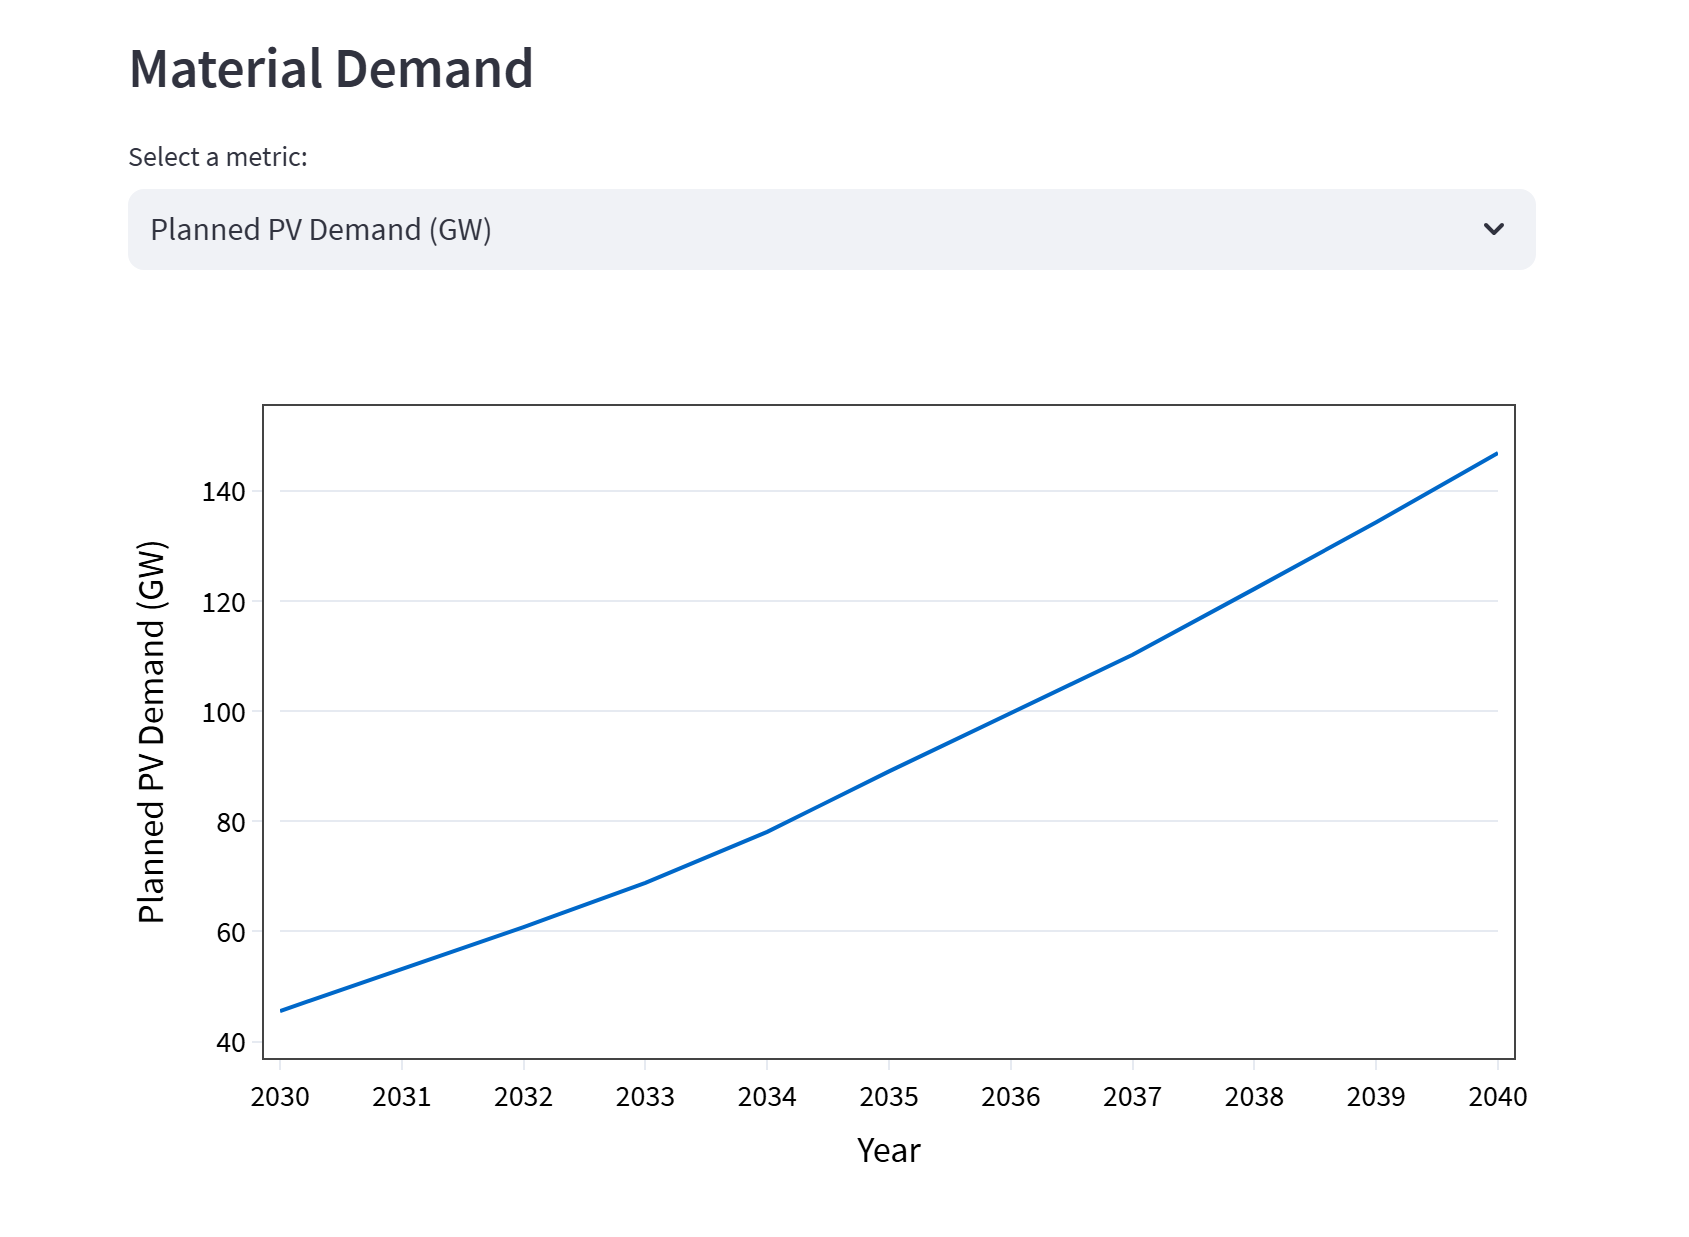 Material Demand
Select a metric:
Planned PV Demand (GW)
Planned PV Demand (GW)
140
120
100
80
60
40
2030 2031 2032 2033 2034 2035 2036 2037 2038 2039 2040
Year